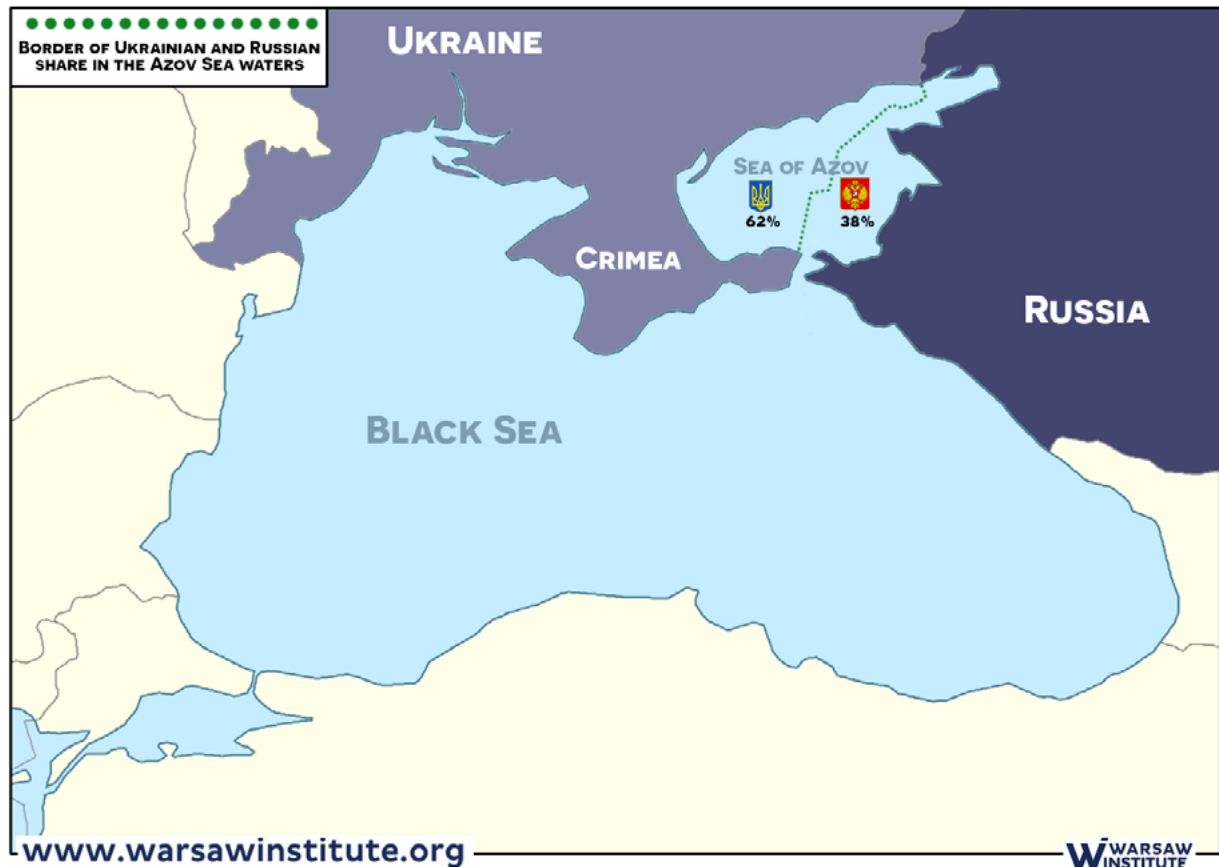 Border of Ukrainian and Russian
share in the Azov Sea waters
Ukraine
Sea of Azov
62%
38%
Crimea
Russia
Black Sea
www.warsawinstitute.org
Warsaw
Institute